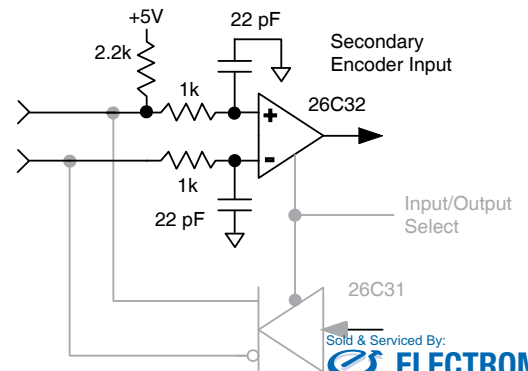 +5V
22 pF
2.2k
Secondary
Encoder Input
1k
26C32
+
-
1k
22 pF
Input/Output
Select
26C31
Sold & Serviced By:
ELECTROM